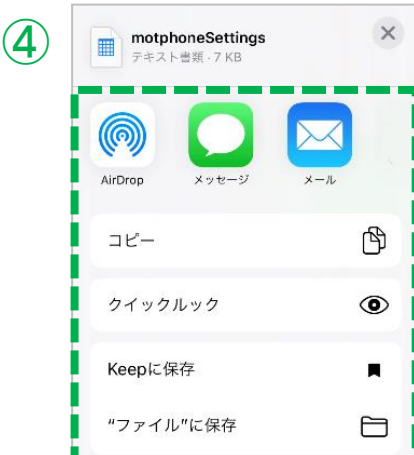 ④
motphoneSettings
テキスト書類・7 KB
AirDrop
メッセージ
メール
コピー
クイックルック
Keepに保存
“ファイル”に保存